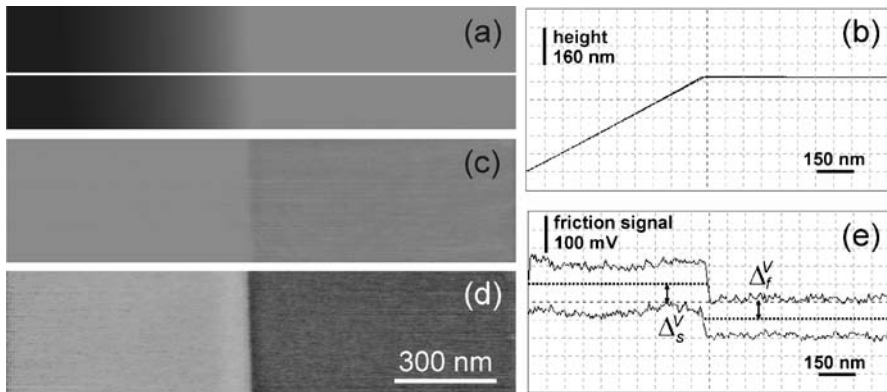 (a)
(b)
height
160 nm
150 nm
(c)
(d)
300 nm
(e)
friction signal
100 mV
Δ_s^V
Δ_f^V
150 nm